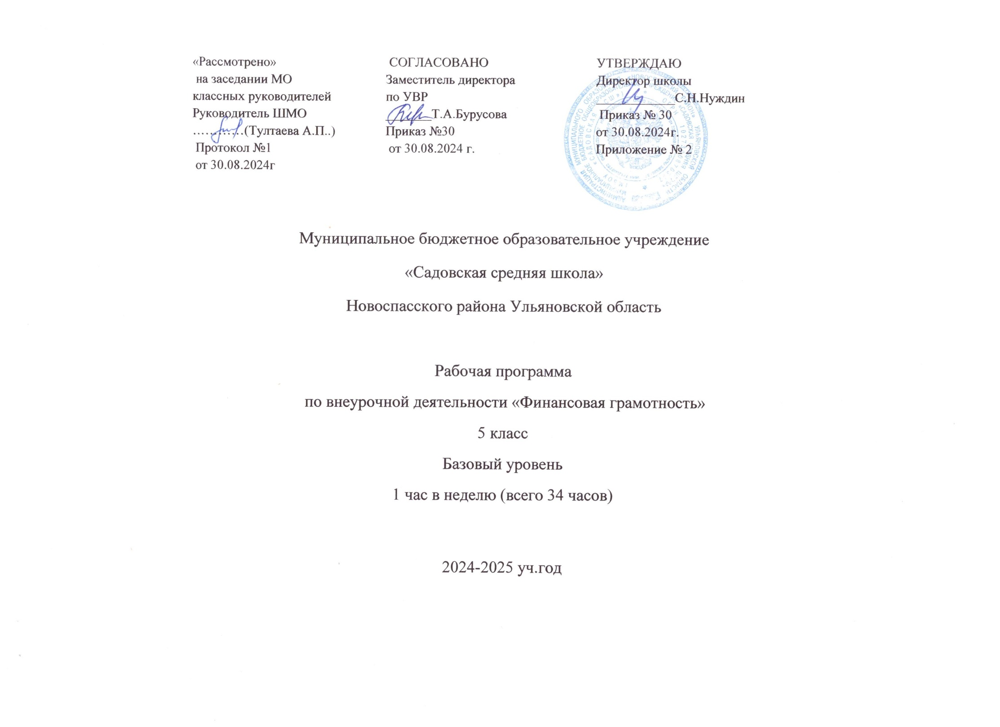 «Рассмотрено»
на заседании МО
классных руководителей
Руководитель ШМО
………….(Тултаева А.П..)
Протокол №1
от 30.08.2024г
СОГЛАСОВАНО
Заместитель директора
по УВР
_______Т.А.Бурусова
Приказ №30
от 30.08.2024 г.
УТВЕРЖДАЮ
Директор школы
____________С.Н.Нуждин
Приказ № 30
от 30.08.2024г.
Приложение № 2
Муниципальное бюджетное образовательное учреждение
«Садовская средняя школа»
Новоспасского района Ульяновской область
Рабочая программа
по внеурочной деятельности «Финансовая грамотность»
5 класс
Базовый уровень
1 час в неделю (всего 34 часов)
2024-2025 уч.год